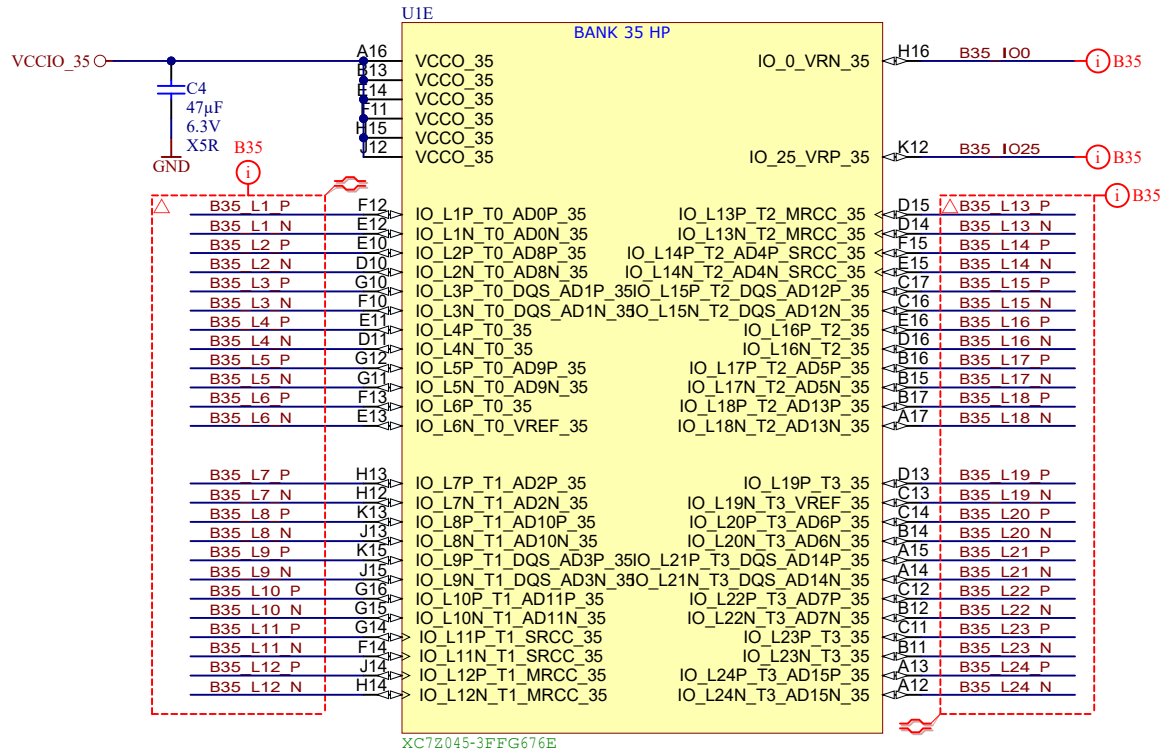 U1E
BANK 35 HP
VCCIO_35
A16 VCCO_35
B13 VCCO_35
E14 VCCO_35
F11 VCCO_35
H15 VCCO_35
J12 VCCO_35
C4
47µF
6.3V
X5R
GND
IO_0_VRN_35 H16 B35_IO0 i B35
IO_25_VRP_35 K12 B35_IO25 i B35
B35
i
i B35
B35_L1_P F12 IO_L1P_T0_AD0P_35 IO_L13P_T2_MRCC_35 D15 B35_L13_P
B35_L1_N E12 IO_L1N_T0_AD0N_35 IO_L13N_T2_MRCC_35 D14 B35_L13_N
B35_L2_P E10 IO_L2P_T0_AD8P_35 IO_L14P_T2_AD4P_SRCC_35 F15 B35_L14_P
B35_L2_N D10 IO_L2N_T0_AD8N_35 IO_L14N_T2_AD4N_SRCC_35 E15 B35_L14_N
B35_L3_P G10 IO_L3P_T0_DQS_AD1P_35 IO_L15P_T2_DQS_AD12P_35 C17 B35_L15_P
B35_L3_N F10 IO_L3N_T0_DQS_AD1N_35 IO_L15N_T2_DQS_AD12N_35 C16 B35_L15_N
B35_L4_P E11 IO_L4P_T0_35 IO_L16P_T2_35 E16 B35_L16_P
B35_L4_N D11 IO_L4N_T0_35 IO_L16N_T2_35 D16 B35_L16_N
B35_L5_P G12 IO_L5P_T0_AD9P_35 IO_L17P_T2_AD5P_35 B16 B35_L17_P
B35_L5_N G11 IO_L5N_T0_AD9N_35 IO_L17N_T2_AD5N_35 B15 B35_L17_N
B35_L6_P F13 IO_L6P_T0_35 IO_L18P_T2_AD13P_35 B17 B35_L18_P
B35_L6_N E13 IO_L6N_T0_VREF_35 IO_L18N_T2_AD13N_35 A17 B35_L18_N
B35_L7_P H13 IO_L7P_T1_AD2P_35 IO_L19P_T3_35 D13 B35_L19_P
B35_L7_N H12 IO_L7N_T1_AD2N_35 IO_L19N_T3_VREF_35 C13 B35_L19_N
B35_L8_P K13 IO_L8P_T1_AD10P_35 IO_L20P_T3_AD6P_35 C14 B35_L20_P
B35_L8_N J13 IO_L8N_T1_AD10N_35 IO_L20N_T3_AD6N_35 B14 B35_L20_N
B35_L9_P K15 IO_L9P_T1_DQS_AD3P_35 IO_L21P_T3_DQS_AD14P_35 A15 B35_L21_P
B35_L9_N J15 IO_L9N_T1_DQS_AD3N_35 IO_L21N_T3_DQS_AD14N_35 A14 B35_L21_N
B35_L10_P G16 IO_L10P_T1_AD11P_35 IO_L22P_T3_AD7P_35 C12 B35_L22_P
B35_L10_N G15 IO_L10N_T1_AD11N_35 IO_L22N_T3_AD7N_35 B12 B35_L22_N
B35_L11_P G14 IO_L11P_T1_SRCC_35 IO_L23P_T3_35 C11 B35_L23_P
B35_L11_N F14 IO_L11N_T1_SRCC_35 IO_L23N_T3_35 B11 B35_L23_N
B35_L12_P J14 IO_L12P_T1_MRCC_35 IO_L24P_T3_AD15P_35 A13 B35_L24_P
B35_L12_N H14 IO_L12N_T1_MRCC_35 IO_L24N_T3_AD15N_35 A12 B35_L24_N
XC7Z045-3FFG676E